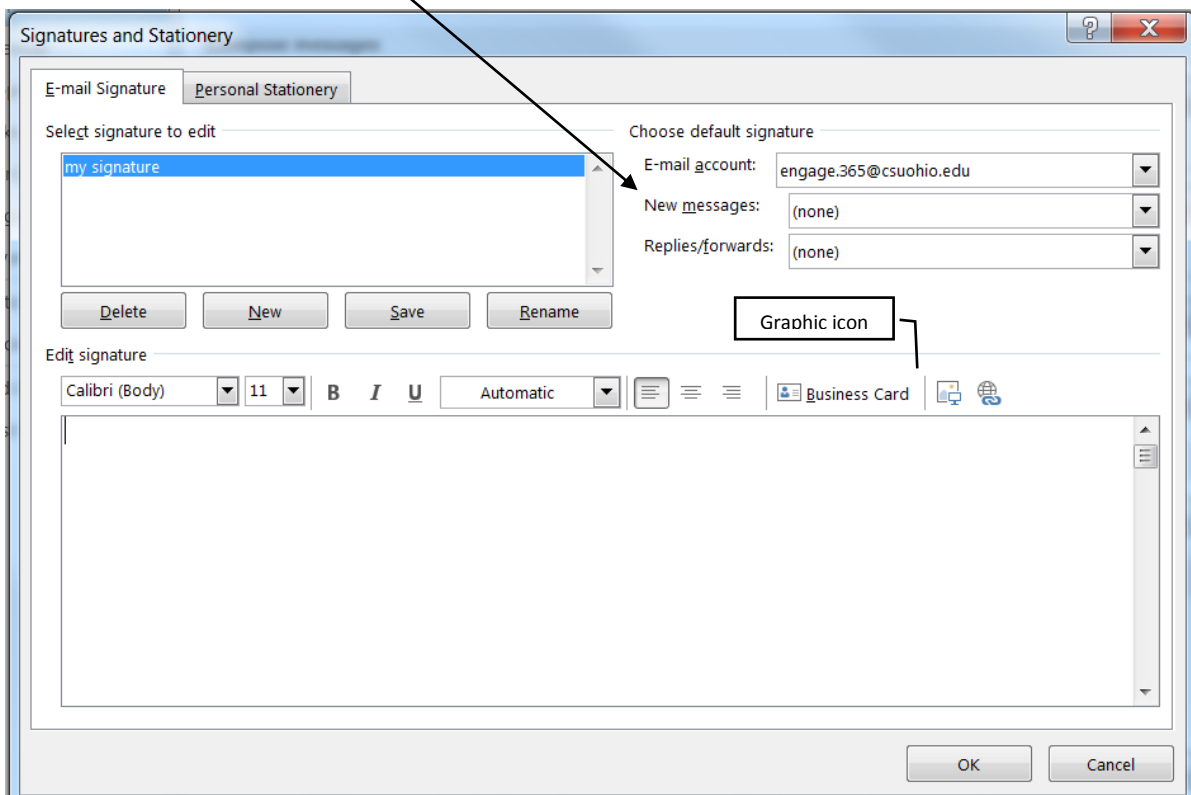 Signatures and Stationery
E-mail Signature
Personal Stationery
Select signature to edit
Choose default signature
my signature
E-mail account:
engage.365@csuohio.edu
New messages:
(none)
Replies/forwards:
(none)
Delete
New
Save
Rename
Graphic icon
Edit signature
Calibri (Body)
11
B
I
U
Automatic
Business Card
OK
Cancel